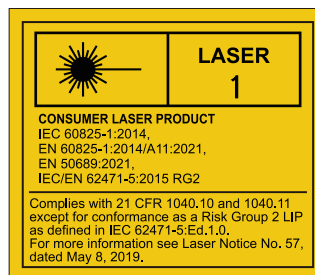 LASER
1
CONSUMER LASER PRODUCT
IEC 60825-1:2014,
EN 60825-1:2014/A11:2021,
EN 50689:2021,
IEC/EN 62471-5:2015 RG2
Complies with 21 CFR 1040.10 and 1040.11
except for conformance as a Risk Group 2 LIP
as defined in IEC 62471-5:Ed.1.0.
For more information see Laser Notice No. 57,
dated May 8, 2019.